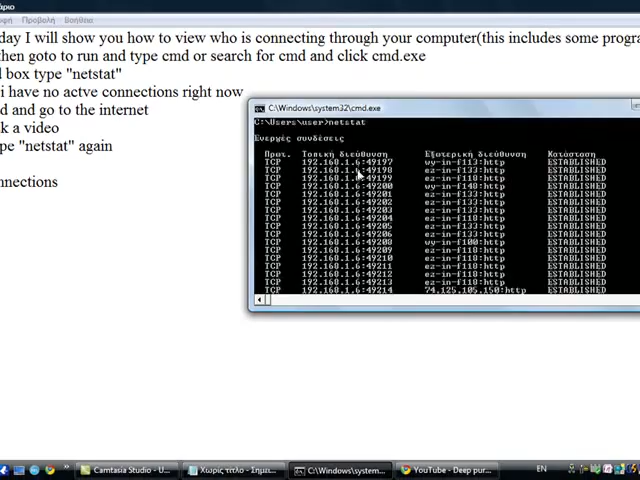 άριο
φή Προβολή Βοήθεια
day I will show you how to view who is connecting through your computer(this includes some progra
then goto to run and type cmd or search for cmd and click cmd.exe
d box type "netstat"
i have no actve connections right now
d and go to the internet
k a video
pe "netstat" again
nnections
C:\Windows\system32\cmd.exe
C:\Users\user>netstat
Ενεργές συνδέσεις
Πρωτ. Τοπική διεύθυνση Εξωτερική διεύθυνση Κατάσταση
TCP 192.168.1.6:49197 wy-in-f113:http ESTABLISHED
TCP 192.168.1.6:49198 ez-in-f133:http ESTABLISHED
TCP 192.168.1.6:49199 ez-in-f118:http ESTABLISHED
TCP 192.168.1.6:49200 wy-in-f148:http ESTABLISHED
TCP 192.168.1.6:49201 ez-in-f133:http ESTABLISHED
TCP 192.168.1.6:49202 ez-in-f133:http ESTABLISHED
TCP 192.168.1.6:49203 ez-in-f133:http ESTABLISHED
TCP 192.168.1.6:49204 ez-in-f118:http ESTABLISHED
TCP 192.168.1.6:49205 ez-in-f133:http ESTABLISHED
TCP 192.168.1.6:49206 ez-in-f133:http ESTABLISHED
TCP 192.168.1.6:49208 wy-in-f100:http ESTABLISHED
TCP 192.168.1.6:49209 ez-in-f118:http ESTABLISHED
TCP 192.168.1.6:49210 ez-in-f118:http ESTABLISHED
TCP 192.168.1.6:49211 ez-in-f118:http ESTABLISHED
TCP 192.168.1.6:49212 ez-in-f118:http ESTABLISHED
TCP 192.168.1.6:49213 ez-in-f118:http ESTABLISHED
TCP 192.168.1.6:49214 74.125.105.150:http ESTABLISHED
Camtasia Studio - U... Χωρίς τίτλο - Σημει... C:\Windows\system... YouTube - Deep pur... EN